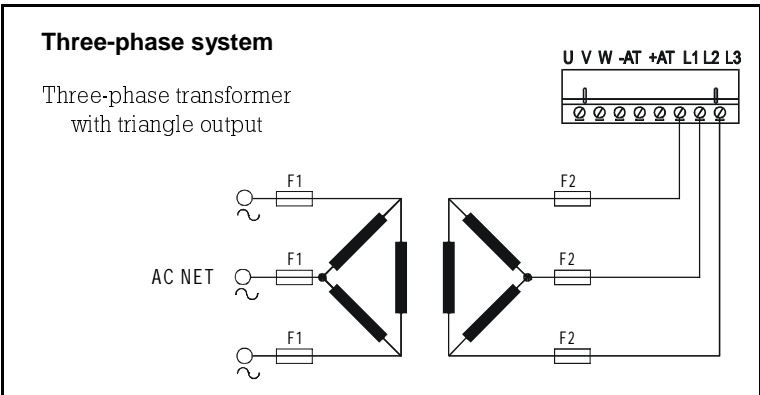 Three-phase system
U V W -AT +AT L1 L2 L3
Three-phase transformer
with triangle output
F1
F2
AC NET
F1
F2
F1
F2